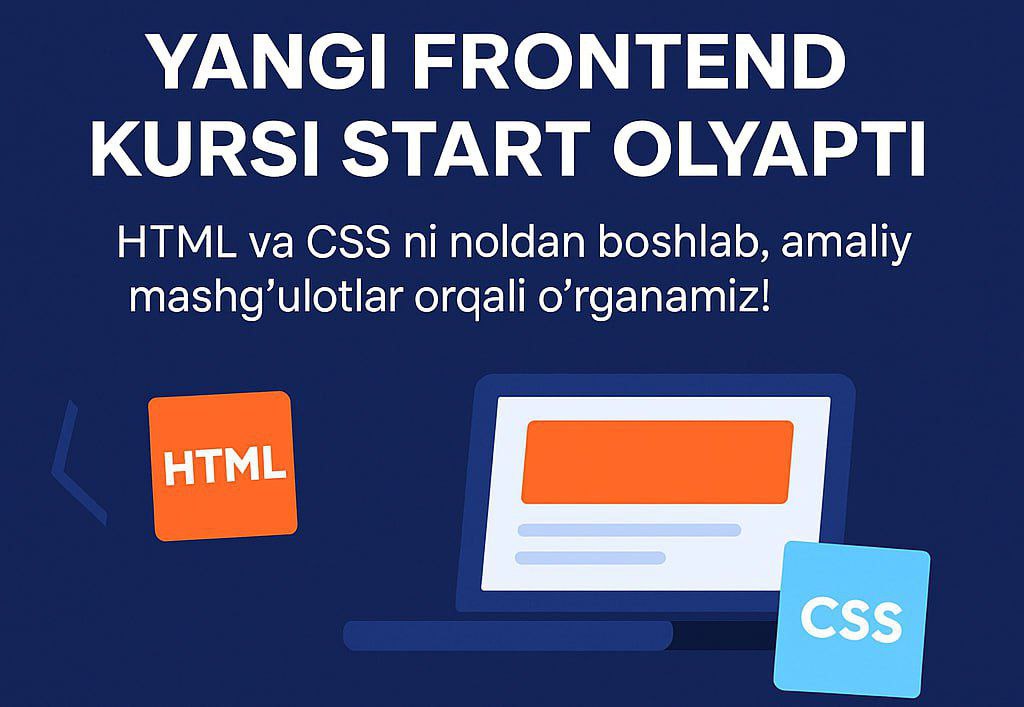 YANGI FRONTEND
KURSI START OLYAPTI
HTML va CSS ni noldan boshlab, amaliy
mashg’ulotlar orqali o’rganamiz!
HTML
CSS